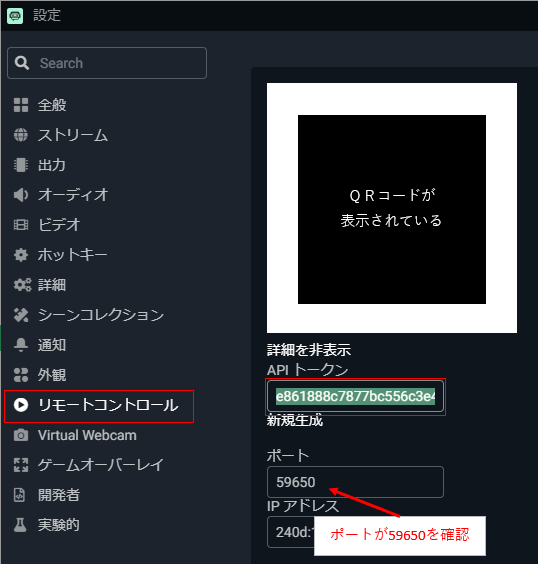 設定
Search
全般
ストリーム
出力
オーディオ
ビデオ
ホットキー
詳細
シーンコレクション
通知
外観
リモートコントロール
Virtual Webcam
ゲームオーバーレイ
開発者
実験的
QRコードが
表示されている
詳細を非表示
API トークン
e861888c7877bc556c3e4
新規生成
ポート
59650
IP アドレス
240d:
ポートが59650を確認